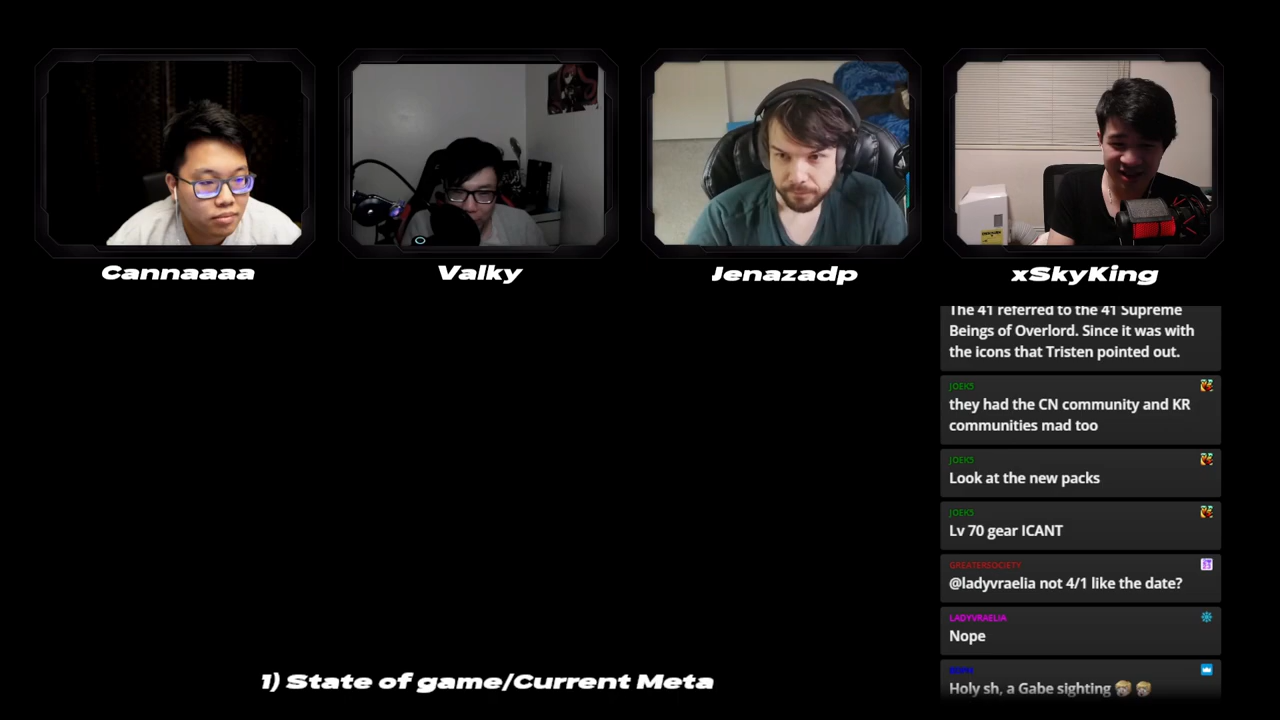 Cannaaaa
Valky
Jenazadp
xSkyKing
The 41 referred to the 41 Supreme
Beings of Overlord. Since it was with
the icons that Tristen pointed out.
JOEK5
they had the CN community and KR
communities mad too
JOEK5
Look at the new packs
JOEK5
Lv 70 gear ICANT
GREATERSOCIETY
@ladyvraelia not 4/1 like the date?
LADYVRAELIA
Nope
Holy sh, a Gabe sighting
1) State of game/Current Meta